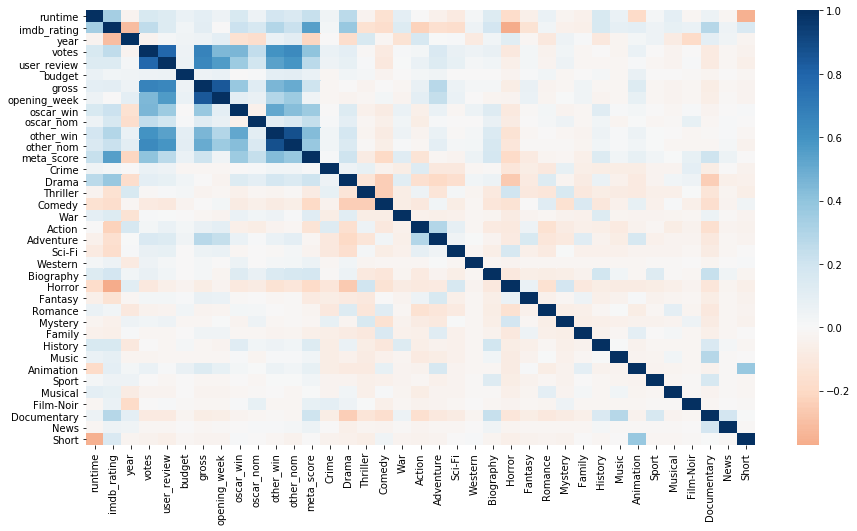 runtime
imdb_rating
year
votes
user_review
budget
gross
opening_week
oscar_win
oscar_nom
other_win
other_nom
meta_score
Crime
Drama
Thriller
Comedy
War
Action
Adventure
Sci-Fi
Western
Biography
Horror
Fantasy
Romance
Mystery
Family
History
Music
Animation
Sport
Musical
Film-Noir
Documentary
News
Short
runtime
imdb_rating
year
votes
user_review
budget
gross
opening_week
oscar_win
oscar_nom
other_win
other_nom
meta_score
Crime
Drama
Thriller
Comedy
War
Action
Adventure
Sci-Fi
Western
Biography
Horror
Fantasy
Romance
Mystery
Family
History
Music
Animation
Sport
Musical
Film-Noir
Documentary
News
Short
1.0
0.8
0.6
0.4
0.2
0.0
−0.2